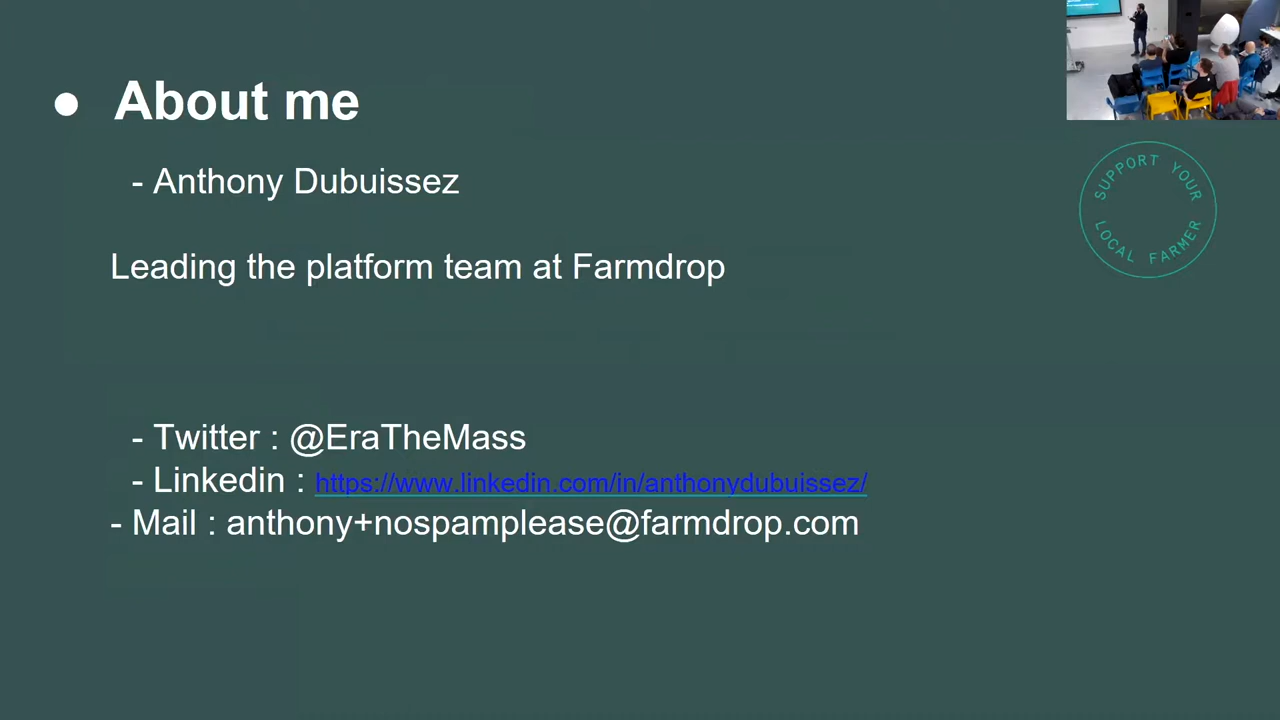 ● About me
- Anthony Dubuissez
Leading the platform team at Farmdrop
- Twitter : @EraTheMass
- Linkedin : https://www.linkedin.com/in/anthonydubuissez/
- Mail : anthony+nospamplease@farmdrop.com
SUPPORT YOUR
LOCAL FARMER